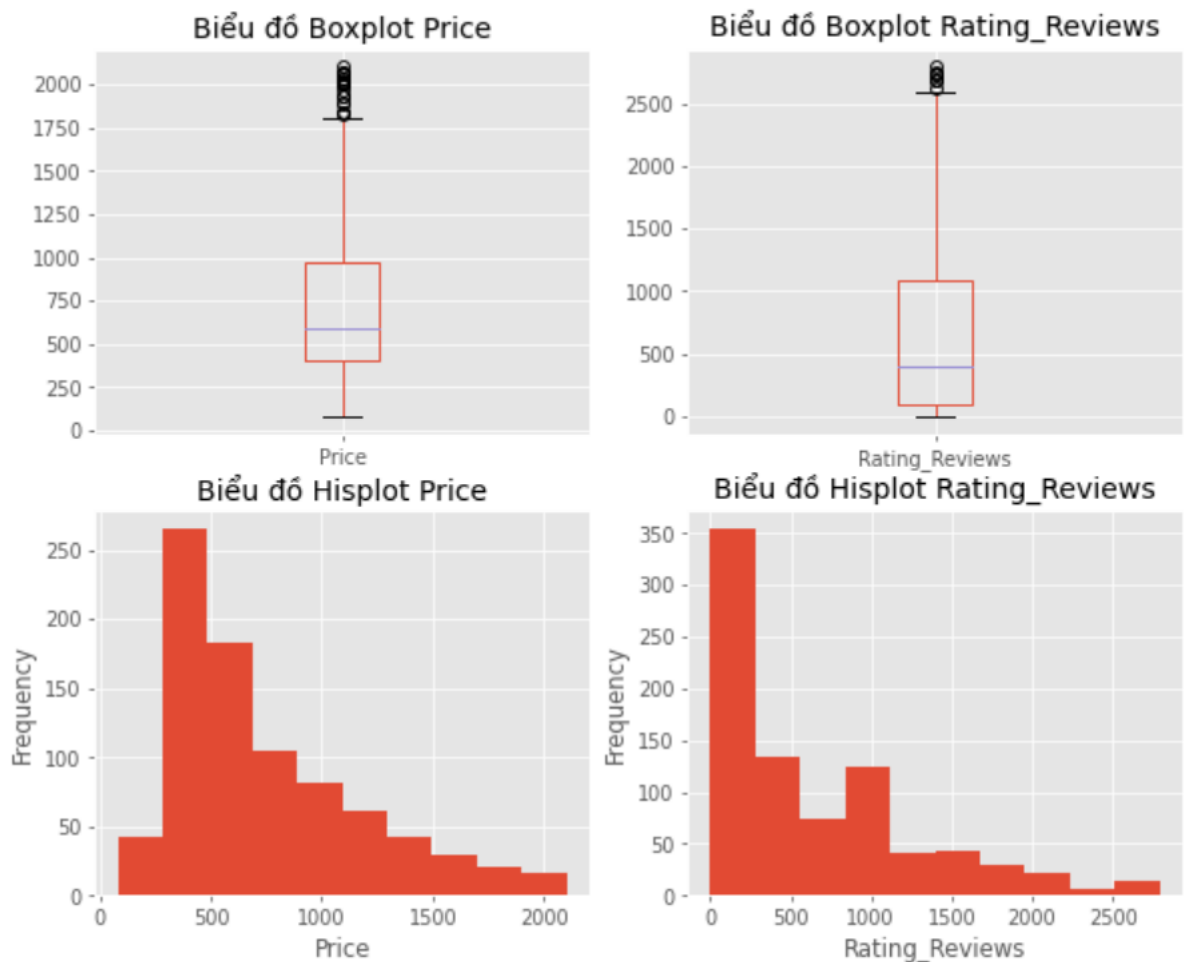 Biểu đồ Boxplot Price
2000
1750
1500
1250
1000
750
500
250
0
Price
Biểu đồ Boxplot Rating_Reviews
2500
2000
1500
1000
500
0
Rating_Reviews
Biểu đồ Hisplot Price
Frequency
250
200
150
100
50
0
0 500 1000 1500 2000
Price
Biểu đồ Hisplot Rating_Reviews
Frequency
350
300
250
200
150
100
50
0
0 500 1000 1500 2000 2500
Rating_Reviews